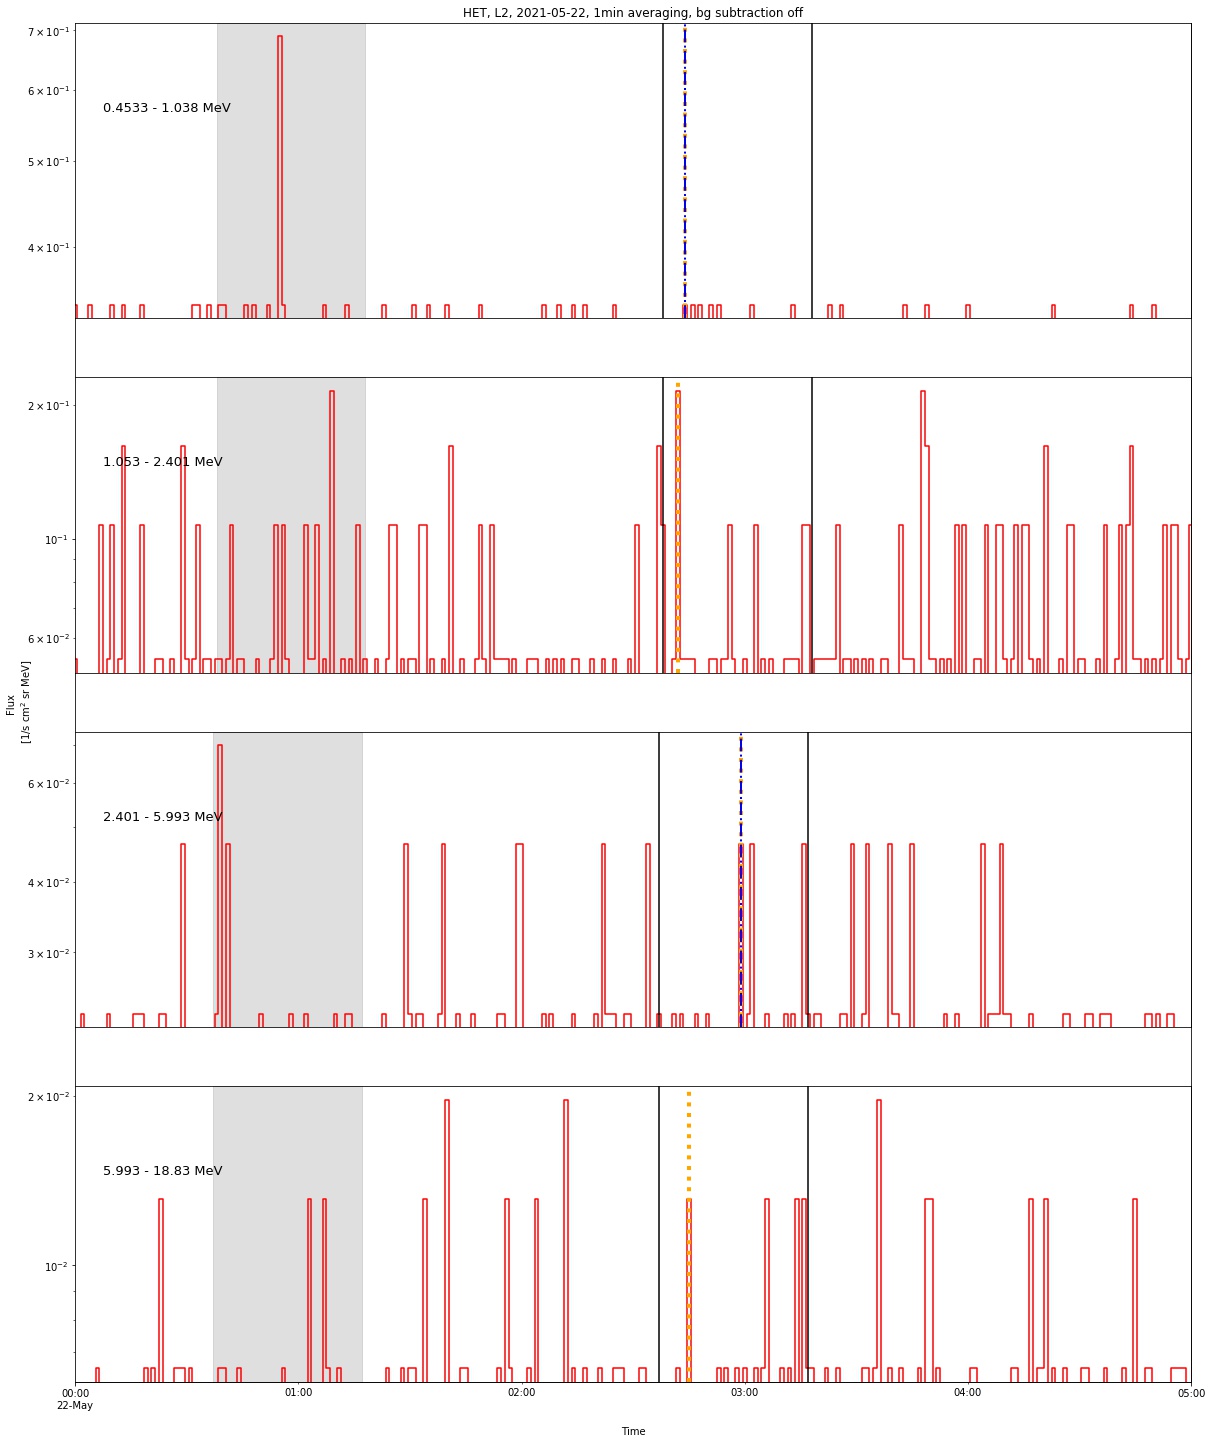 HET, L2, 2021-05-22, 1min averaging, bg subtraction off
7 × 10⁻¹
6 × 10⁻¹
0.4533 - 1.038 MeV
5 × 10⁻¹
4 × 10⁻¹
2 × 10⁻¹
1.053 - 2.401 MeV
10⁻¹
6 × 10⁻²
Flux
[1/s cm² sr MeV]
6 × 10⁻²
2.401 - 5.993 MeV
4 × 10⁻²
3 × 10⁻²
2 × 10⁻²
5.993 - 18.83 MeV
10⁻²
00:00 01:00 02:00 03:00 04:00 05:00
22-May
Time